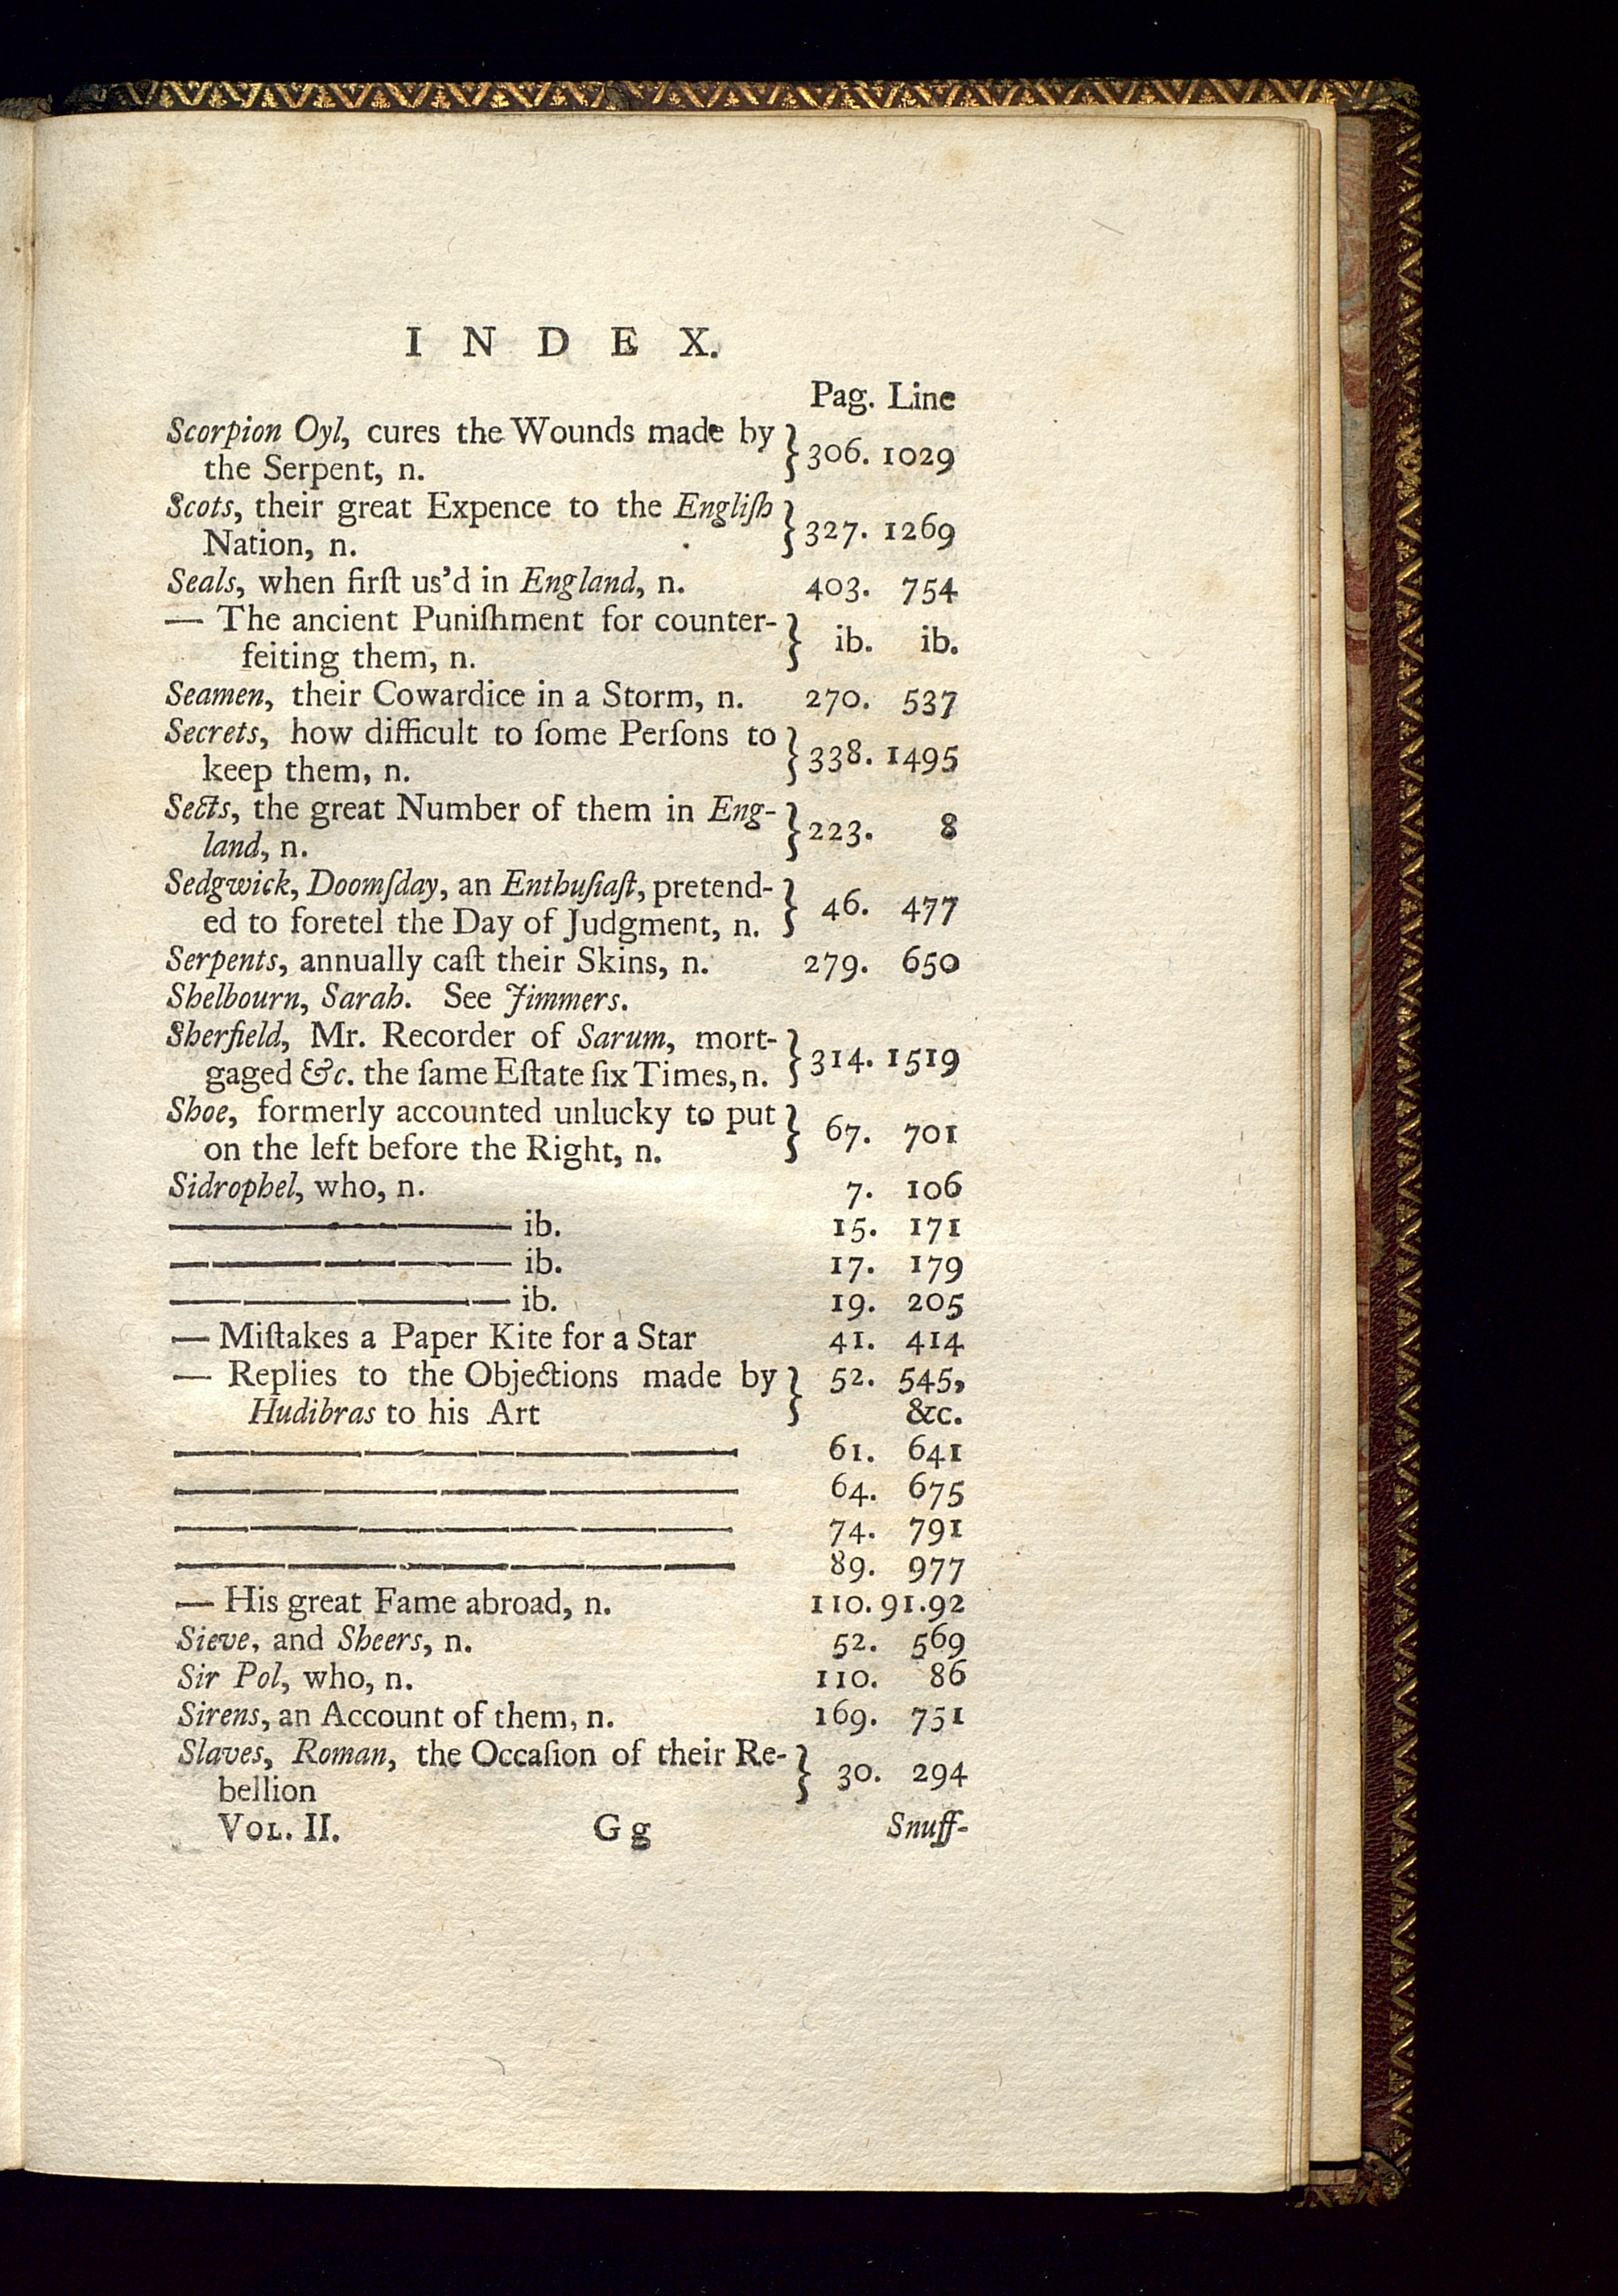 INDEX.
Pag. Line
Scorpion Oyl, cures the Wounds made by } 306. 1029
the Serpent, n.
Scots, their great Expence to the Engliſh } 327. 1269
Nation, n.
Seals, when firſt us'd in England, n. 403. 754
— The ancient Puniſhment for counter- } ib. ib.
feiting them, n.
Seamen, their Cowardice in a Storm, n. 270. 537
Secrets, how difficult to ſome Perſons to } 338. 1495
keep them, n.
Sects, the great Number of them in Eng- } 223. 8
land, n.
Sedgwick, Doomſday, an Enthuſiaſt, pretend- } 46. 477
ed to foretel the Day of Judgment, n.
Serpents, annually caſt their Skins, n. 279. 650
Shelbourn, Sarah. See Jimmers.
Sherfield, Mr. Recorder of Sarum, mort- } 314. 1519
gaged &c. the ſame Eſtate ſix Times, n.
Shoe, formerly accounted unlucky to put } 67. 701
on the left before the Right, n.
Sidrophel, who, n. 7. 106
——— ib. 15. 171
——— ib. 17. 179
——— ib. 19. 205
— Miſtakes a Paper Kite for a Star 41. 414
— Replies to the Objections made by } 52. 545,
Hudibras to his Art &c.
——— 61. 641
——— 64. 675
——— 74. 791
——— 89. 977
— His great Fame abroad, n. 110. 91.92
Sieve, and Sheers, n. 52. 569
Sir Pol, who, n. 110. 86
Sirens, an Account of them, n. 169. 751
Slaves, Roman, the Occaſion of their Re- } 30. 294
bellion
VOL. II. G g Snuff-